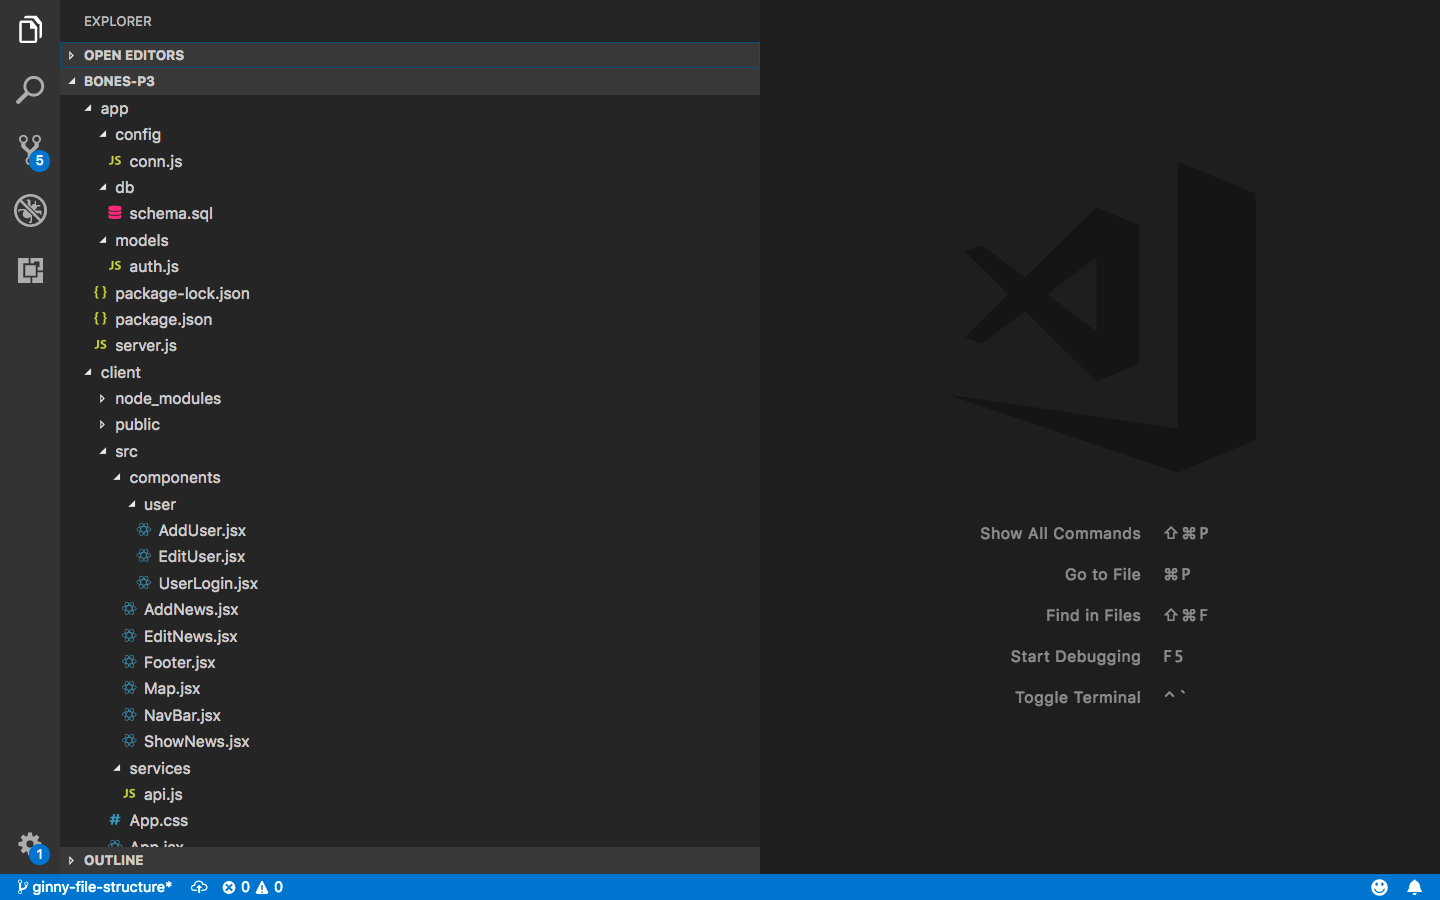 EXPLORER
OPEN EDITORS
BONES-P3
app
config
JS conn.js
db
schema.sql
models
JS auth.js
{} package-lock.json
{} package.json
JS server.js
client
node_modules
public
src
components
user
AddUser.jsx
EditUser.jsx
UserLogin.jsx
AddNews.jsx
EditNews.jsx
Footer.jsx
Map.jsx
NavBar.jsx
ShowNews.jsx
services
JS api.js
# App.css
App.jsx
OUTLINE
5
1
Show All Commands ⇧⌘P
Go to File ⌘P
Find in Files ⇧⌘F
Start Debugging F5
Toggle Terminal ^`
ginny-file-structure* 0 0